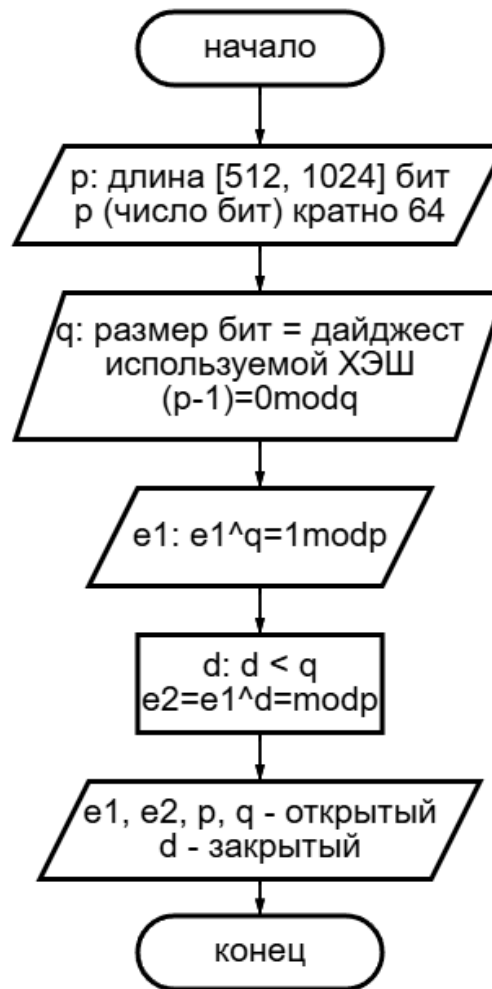 начало
p: длина [512, 1024] бит
p (число бит) кратно 64
q: размер бит = дайджест
используемой ХЭШ
(p-1)=0modq
e1: e1^q=1modp
d: d < q
e2=e1^d=modp
e1, e2, p, q - открытый
d - закрытый
конец